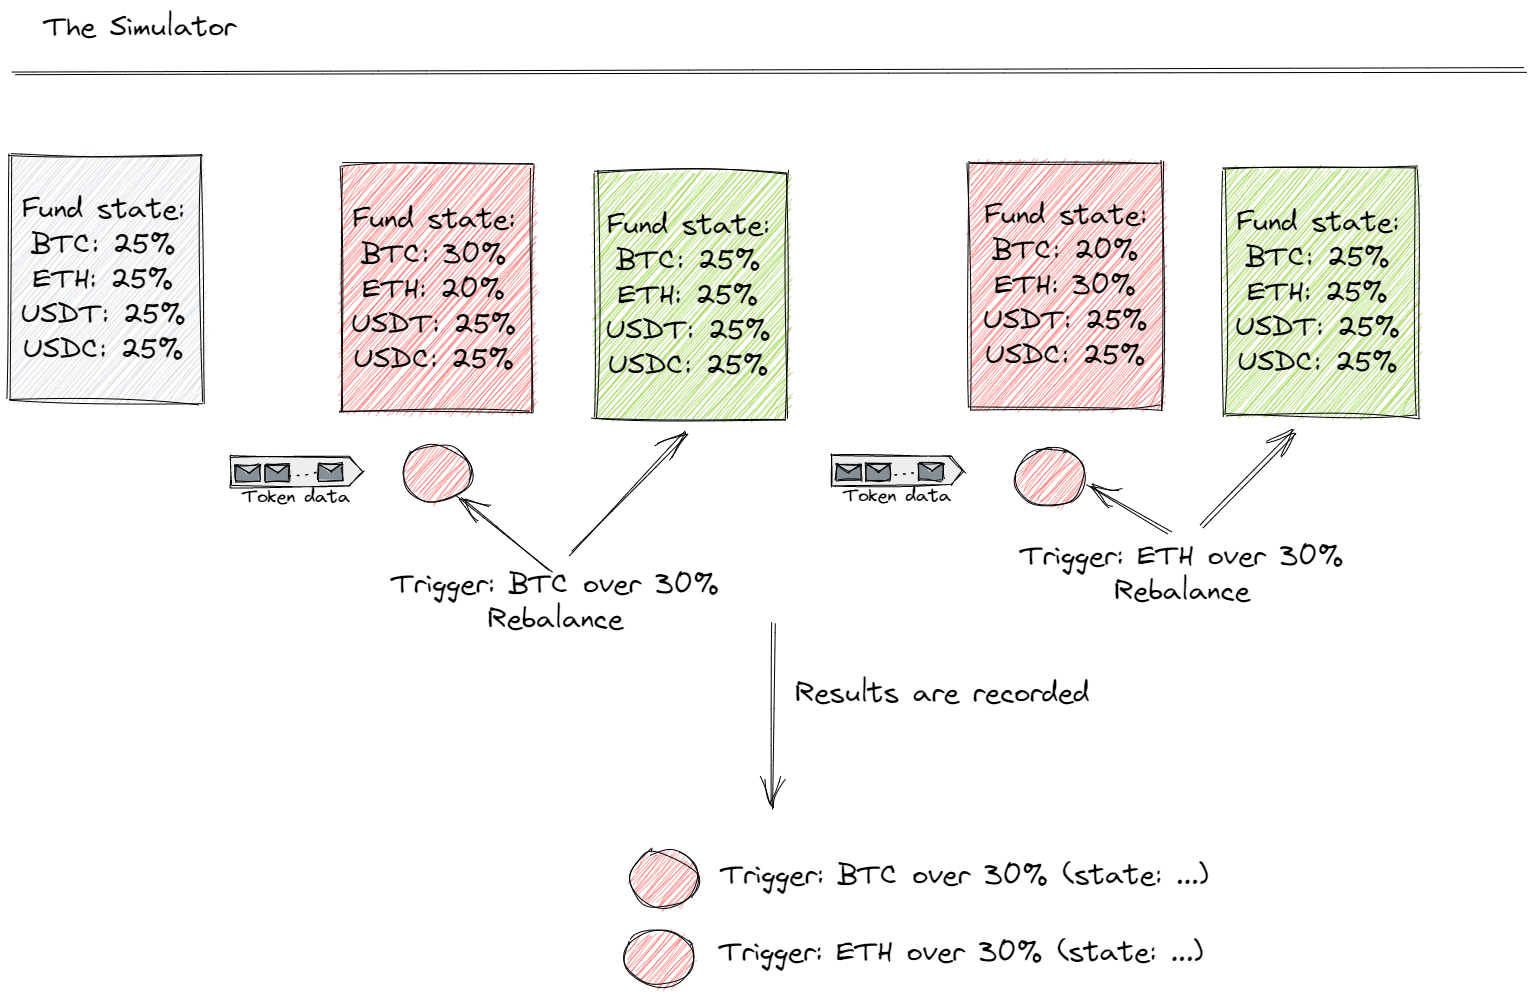 The Simulator
Fund state:
BTC: 25%
ETH: 25%
USDT: 25%
USDC: 25%
Fund state:
BTC: 30%
ETH: 20%
USDT: 25%
USDC: 25%
Fund state:
BTC: 25%
ETH: 25%
USDT: 25%
USDC: 25%
Fund state:
BTC: 20%
ETH: 30%
USDT: 25%
USDC: 25%
Fund state:
BTC: 25%
ETH: 25%
USDT: 25%
USDC: 25%
...
Token data
Trigger: BTC over 30%
Rebalance
...
Token data
Trigger: ETH over 30%
Rebalance
Results are recorded
Trigger: BTC over 30% (state: ...)
Trigger: ETH over 30% (state: ...)